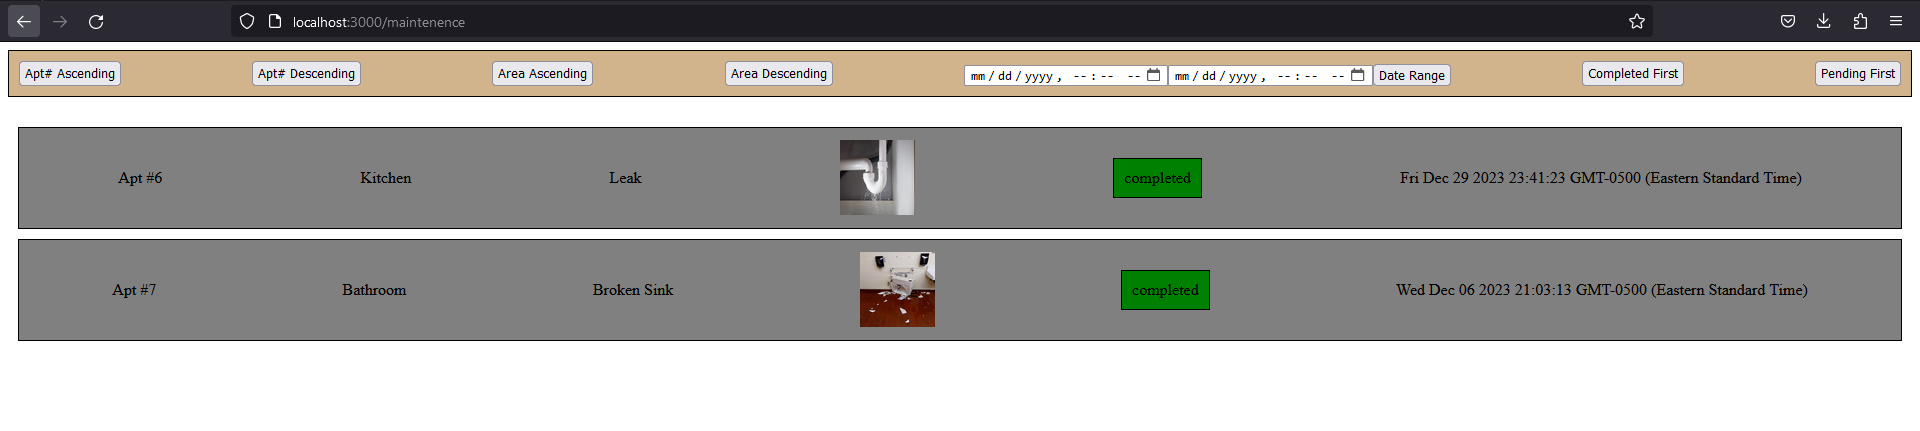 localhost:3000/maintenence
Apt# Ascending Apt# Descending Area Ascending Area Descending mm/dd/yyyy, --:-- -- mm/dd/yyyy, --:-- -- Date Range Completed First Pending First
Apt #6 Kitchen Leak completed Fri Dec 29 2023 23:41:23 GMT-0500 (Eastern Standard Time)
Apt #7 Bathroom Broken Sink completed Wed Dec 06 2023 21:03:13 GMT-0500 (Eastern Standard Time)